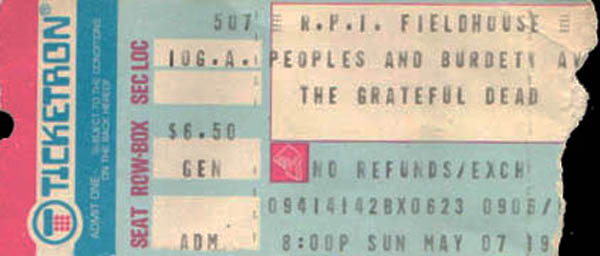 TICKETRON
ADMIT ONE
SUBJECT TO THE CONDITIONS
ON THE BACK HEREOF
SEC LOC
ROW-BOX
SEAT
507
10G.A.
$6.50
GEN
ADM.
R.P.I. FIELDHOUSE
PEOPLES AND BURDETT AV
THE GRATEFUL DEAD
NO REFUNDS/EXCH
09414142BX0623 0906/
8:00P SUN MAY 07 19